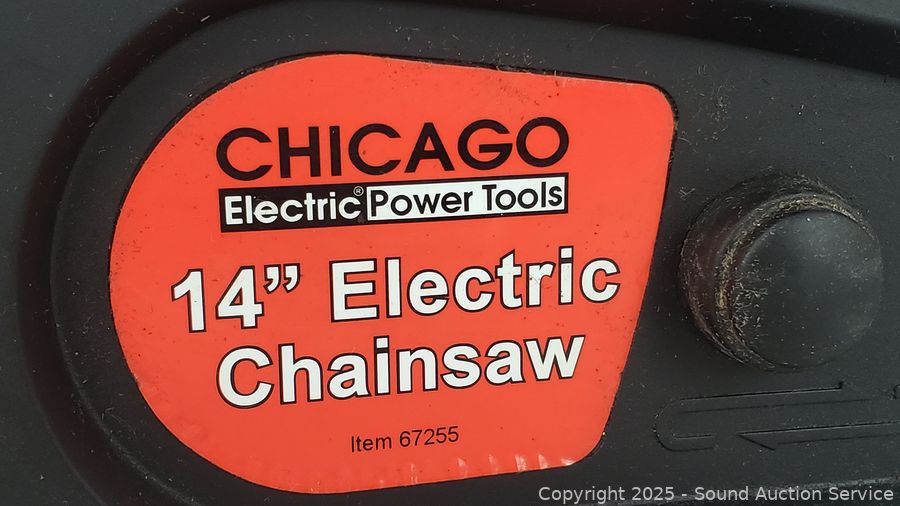 CHICAGO
Electric® Power Tools
14” Electric
Chainsaw
Item 67255
Copyright 2025 - Sound Auction Service